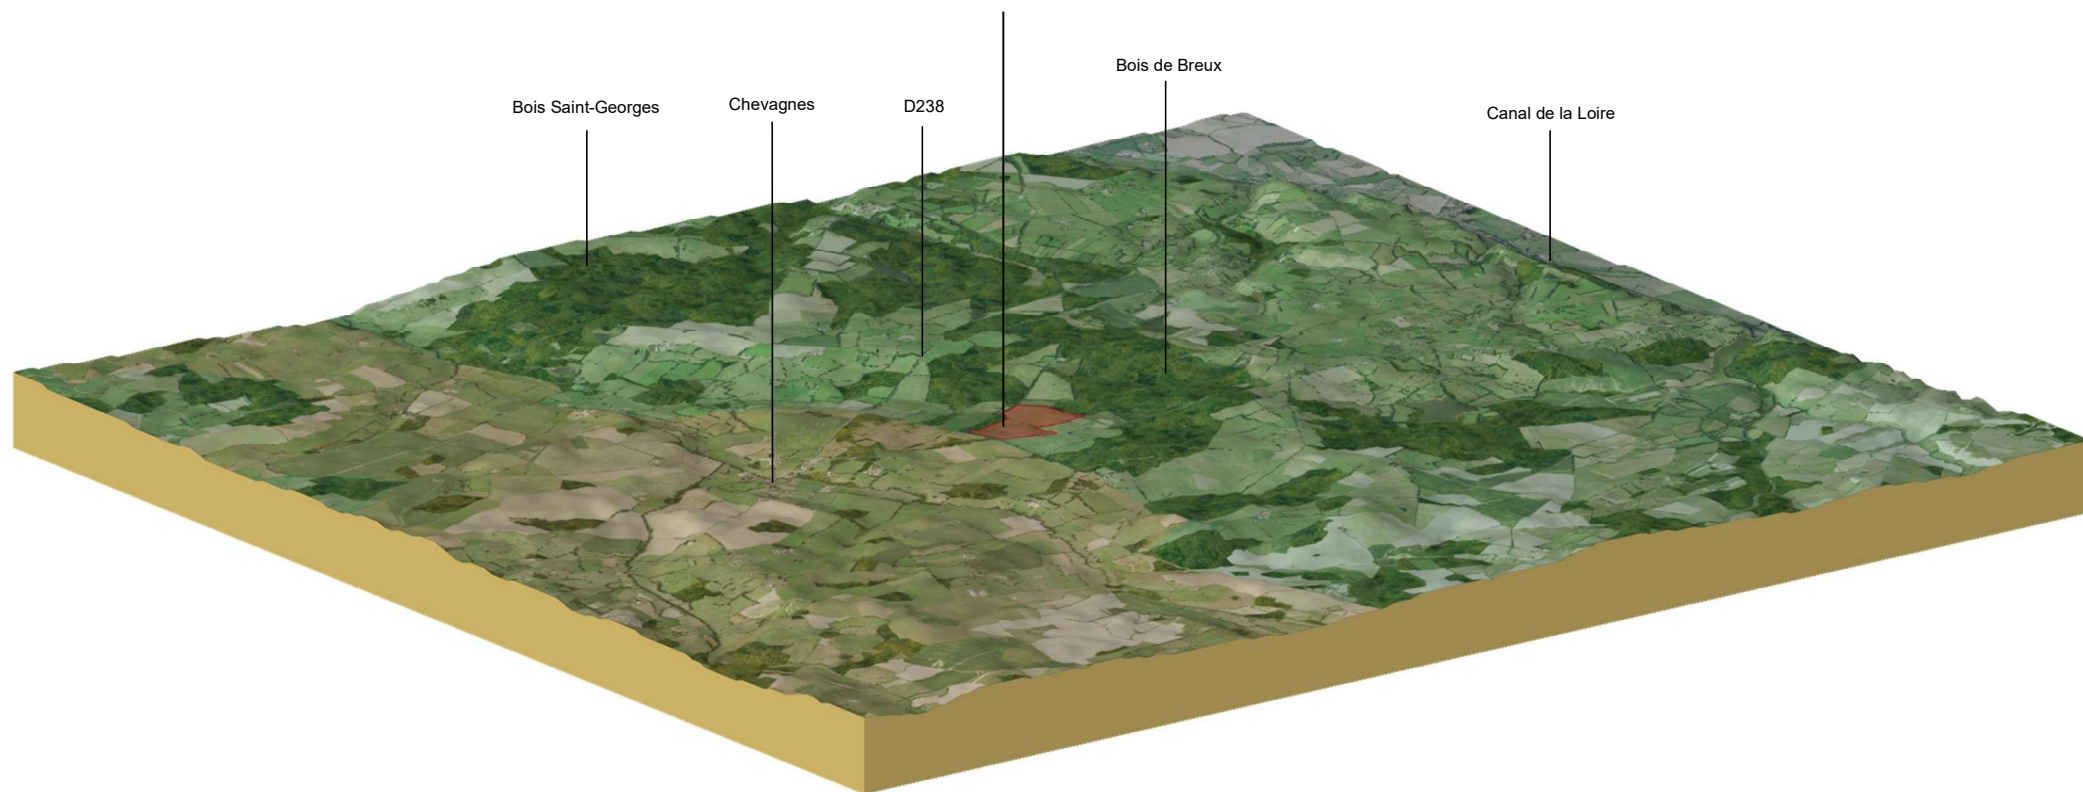 Bois Saint-Georges
Chevagnes
D238
Bois de Breux
Canal de la Loire